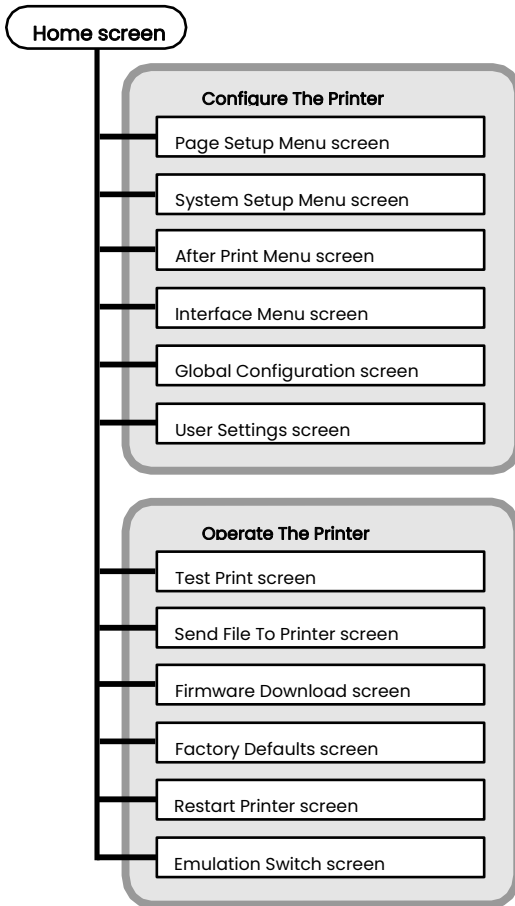 Home screen
Configure The Printer
Page Setup Menu screen
System Setup Menu screen
After Print Menu screen
Interface Menu screen
Global Configuration screen
User Settings screen
Operate The Printer
Test Print screen
Send File To Printer screen
Firmware Download screen
Factory Defaults screen
Restart Printer screen
Emulation Switch screen